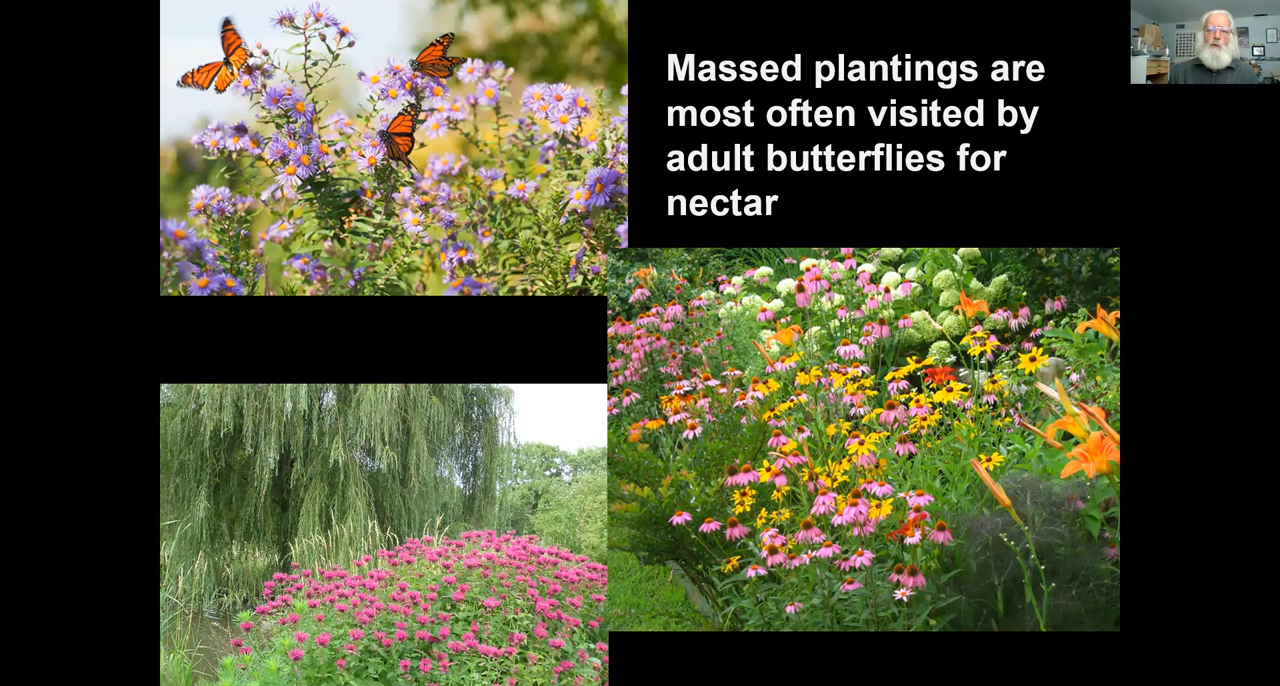 Massed plantings are
most often visited by
adult butterflies for
nectar